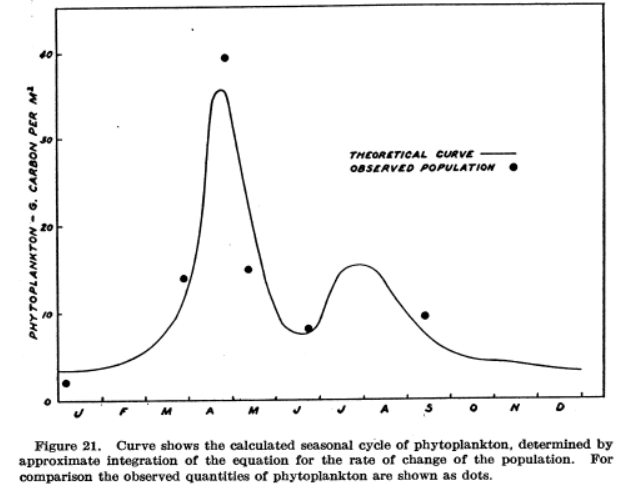 40
30
20
10
0
PHYTOPLANKTON - G. CARBON PER M²
THEORETICAL CURVE
OBSERVED POPULATION
J F M A M J J A S O N D
Figure 21. Curve shows the calculated seasonal cycle of phytoplankton, determined by
approximate integration of the equation for the rate of change of the population. For
comparison the observed quantities of phytoplankton are shown as dots.